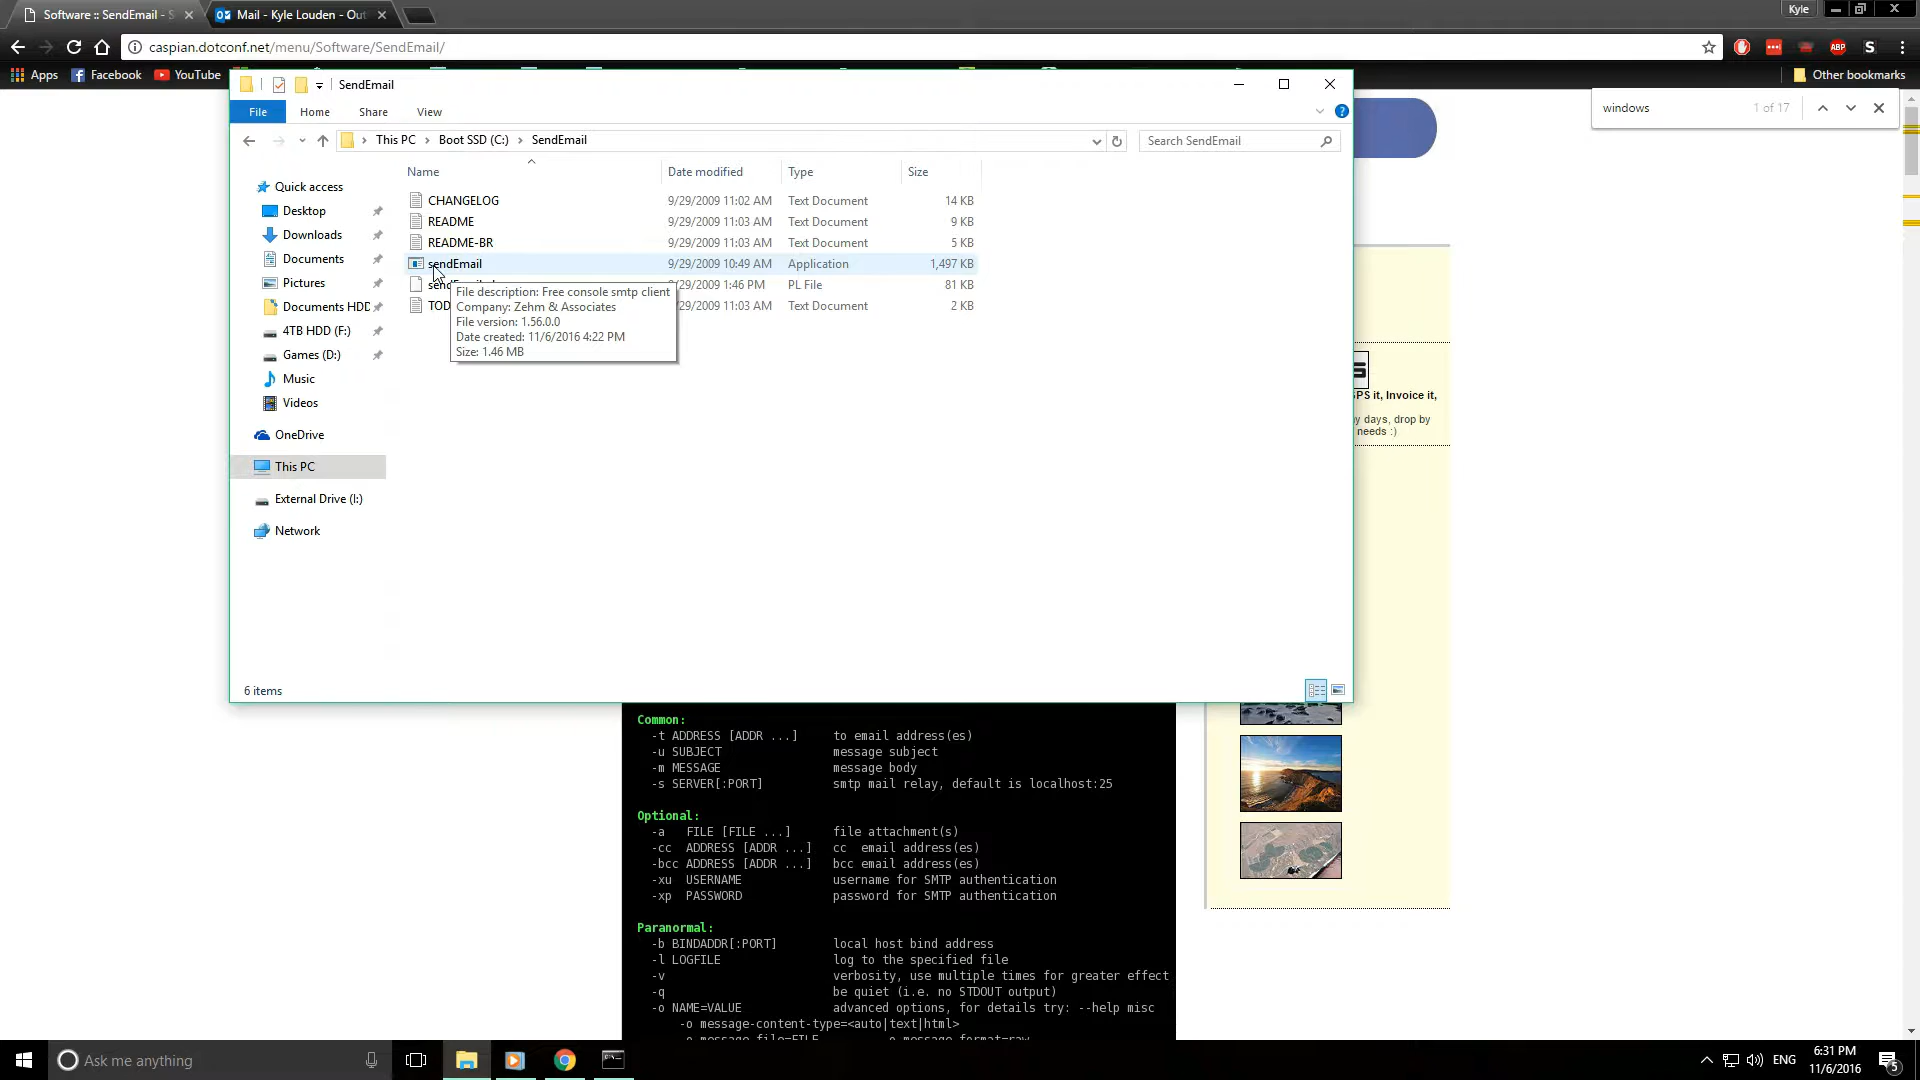 Software :: SendEmail - S
Mail - Kyle Louden - Out
Kyle
caspian.dotconf.net/menu/Software/SendEmail/
ABP
S
Apps
Facebook
YouTube
Other bookmarks
SendEmail
windows
1 of 17
File
Home
Share
View
This PC
Boot SSD (C:)
SendEmail
Search SendEmail
Name
Date modified
Type
Size
Quick access
Desktop
Downloads
Documents
Pictures
Documents HDD
4TB HDD (F:)
Games (D:)
Music
Videos
OneDrive
This PC
External Drive (I:)
Network
CHANGELOG 9/29/2009 11:02 AM Text Document 14 KB
README 9/29/2009 11:03 AM Text Document 9 KB
README-BR 9/29/2009 11:03 AM Text Document 5 KB
sendEmail 9/29/2009 10:49 AM Application 1,497 KB
/29/2009 1:46 PM PL File 81 KB
TOD /29/2009 11:03 AM Text Document 2 KB
File description: Free console smtp client
Company: Zehm & Associates
File version: 1.56.0.0
Date created: 11/6/2016 4:22 PM
Size: 1.46 MB
PS it, Invoice it,
y days, drop by
needs :)
6 items
Common:
-t ADDRESS [ADDR ...] to email address(es)
-u SUBJECT message subject
-m MESSAGE message body
-s SERVER[:PORT] smtp mail relay, default is localhost:25
Optional:
-a FILE [FILE ...] file attachment(s)
-cc ADDRESS [ADDR ...] cc email address(es)
-bcc ADDRESS [ADDR ...] bcc email address(es)
-xu USERNAME username for SMTP authentication
-xp PASSWORD password for SMTP authentication
Paranormal:
-b BINDADDR[:PORT] local host bind address
-l LOGFILE log to the specified file
-v verbosity, use multiple times for greater effect
-q be quiet (i.e. no STDOUT output)
-o NAME=VALUE advanced options, for details try: --help misc
-o message-content-type=<auto|text|html>
-o message-file=FILE -o message-format=raw
Ask me anything
ENG
6:31 PM
11/6/2016
5